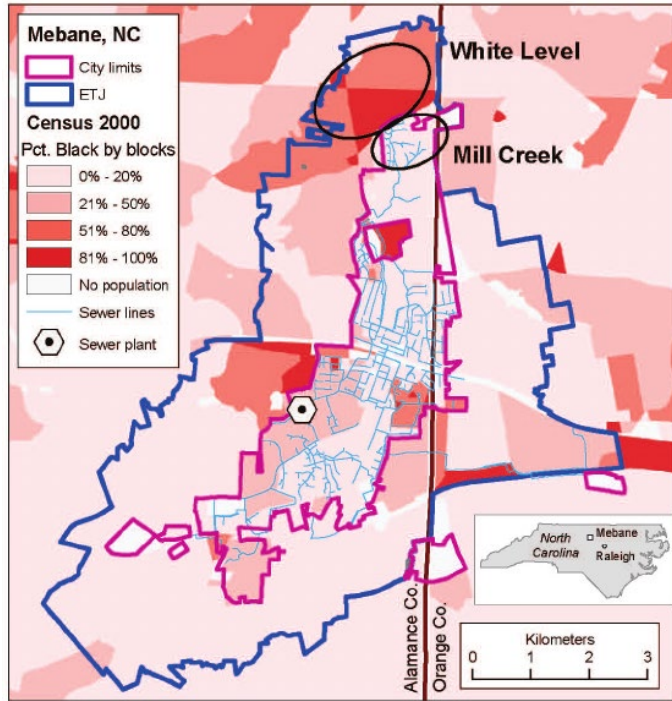 Mebane, NC
City limits
ETJ
Census 2000
Pct. Black by blocks
0% - 20%
21% - 50%
51% - 80%
81% - 100%
No population
Sewer lines
Sewer plant
White Level
Mill Creek
North
Carolina
Mebane
Raleigh
Alamance Co.
Orange Co.
Kilometers
0 1 2 3